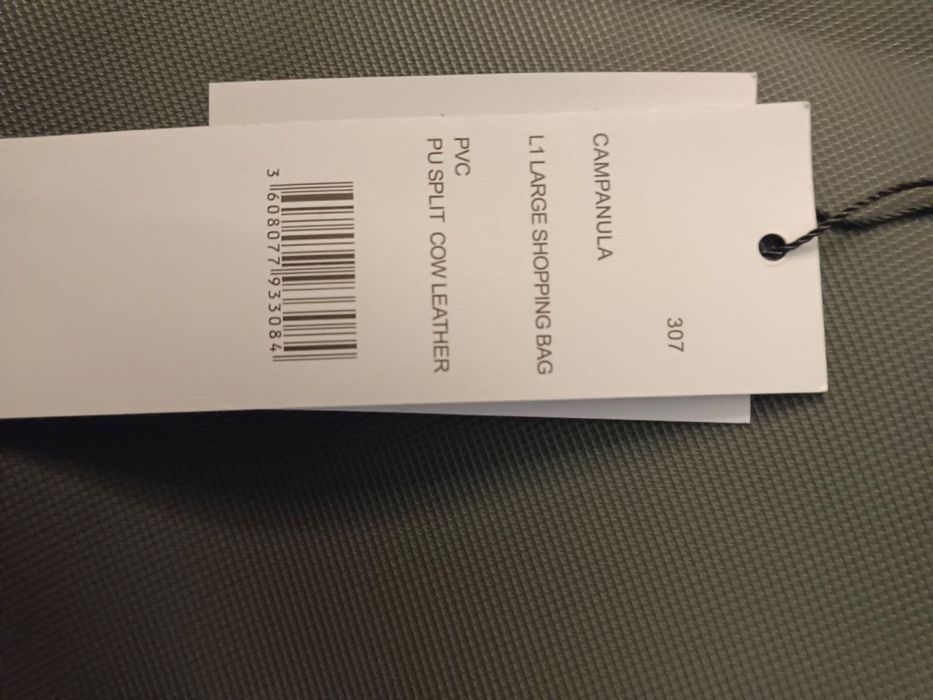 307
CAMPANULA
L1 LARGE SHOPPING BAG
PVC
PU SPLIT COW LEATHER
3 608077 933084